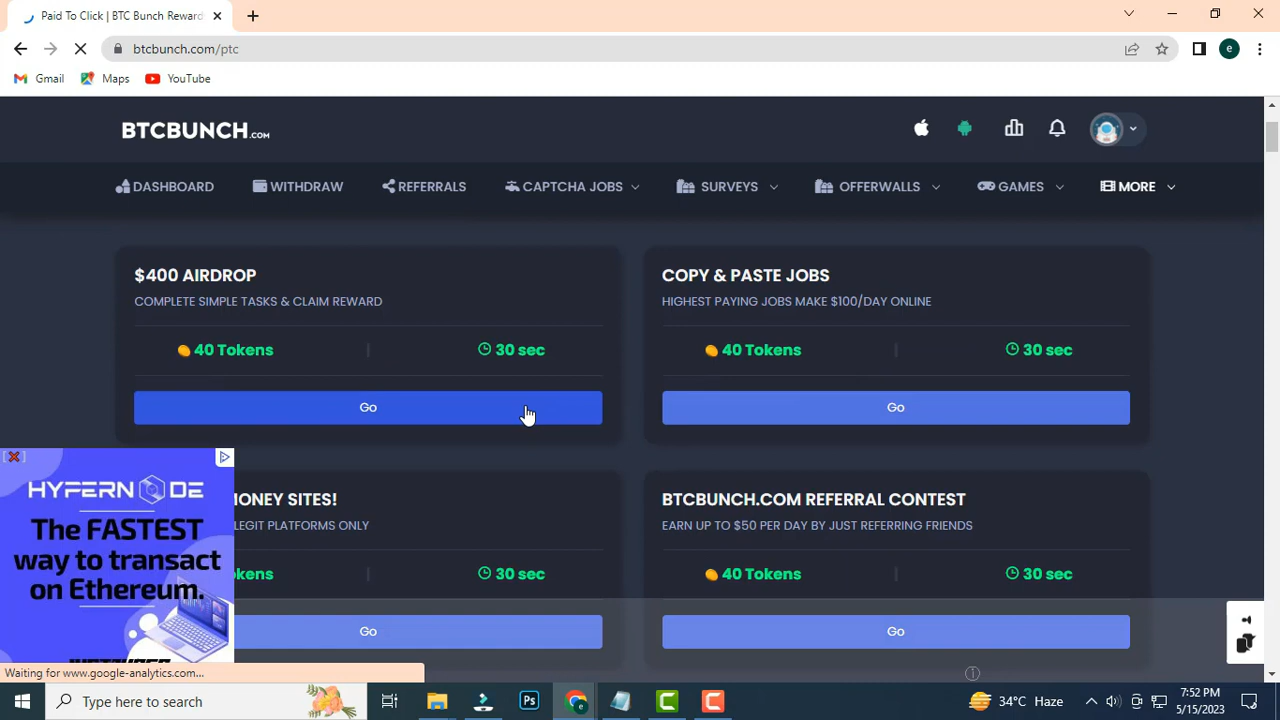 Paid To Click | BTC Bunch Reward
btcbunch.com/ptc
e
Gmail Maps YouTube
BTCBUNCH.COM
DASHBOARD WITHDRAW REFERRALS CAPTCHA JOBS SURVEYS OFFERWALLS GAMES MORE
$400 AIRDROP
COMPLETE SIMPLE TASKS & CLAIM REWARD
40 Tokens | 30 sec
Go
COPY & PASTE JOBS
HIGHEST PAYING JOBS MAKE $100/DAY ONLINE
40 Tokens | 30 sec
Go
MONEY SITES!
LEGIT PLATFORMS ONLY
kens | 30 sec
Go
BTCBUNCH.COM REFERRAL CONTEST
EARN UP TO $50 PER DAY BY JUST REFERRING FRIENDS
40 Tokens | 30 sec
Go
HYPERNODE
The FASTEST
way to transact
on Ethereum.
Waiting for www.google-analytics.com...
Type here to search
Ps
34°C Haze
7:52 PM
5/15/2023